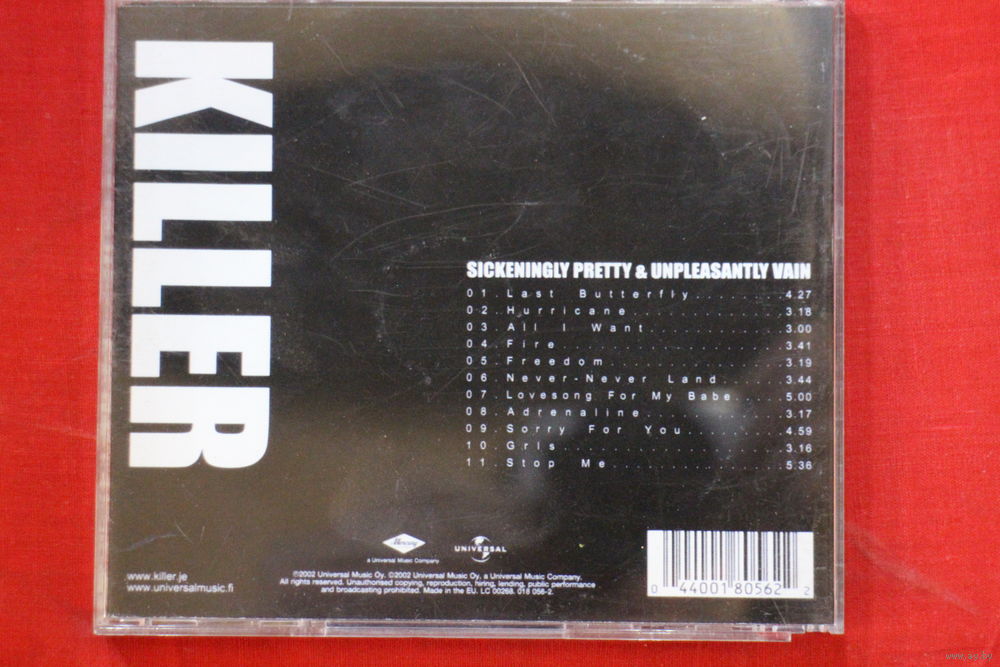 KILLER
SICKENINGLY PRETTY & UNPLEASANTLY VAIN
01. Last Butterfly.........4.27
02. Hurricane..............3.18
03. All I Want.............3.00
04. Fire...................3.41
05. Freedom................3.19
06. Never-Never Land.......3.44
07. Lovesong For My Babe...5.00
08. Adrenaline.............3.17
09. Sorry For You..........4.59
10. Grls...................3.16
11. Stop Me................5.36
Mercury
a Universal Music Company
UNIVERSAL
www.killer.je
www.universalmusic.fi
℗2002 Universal Music Oy. ©2002 Universal Music Oy, a Universal Music Company.
All rights reserved. Unauthorised copying, reproduction, hiring, lending, public performance
and broadcasting prohibited. Made in the EU. LC 00268. 018 056-2.
0 44001 80562 2
www.ay.by